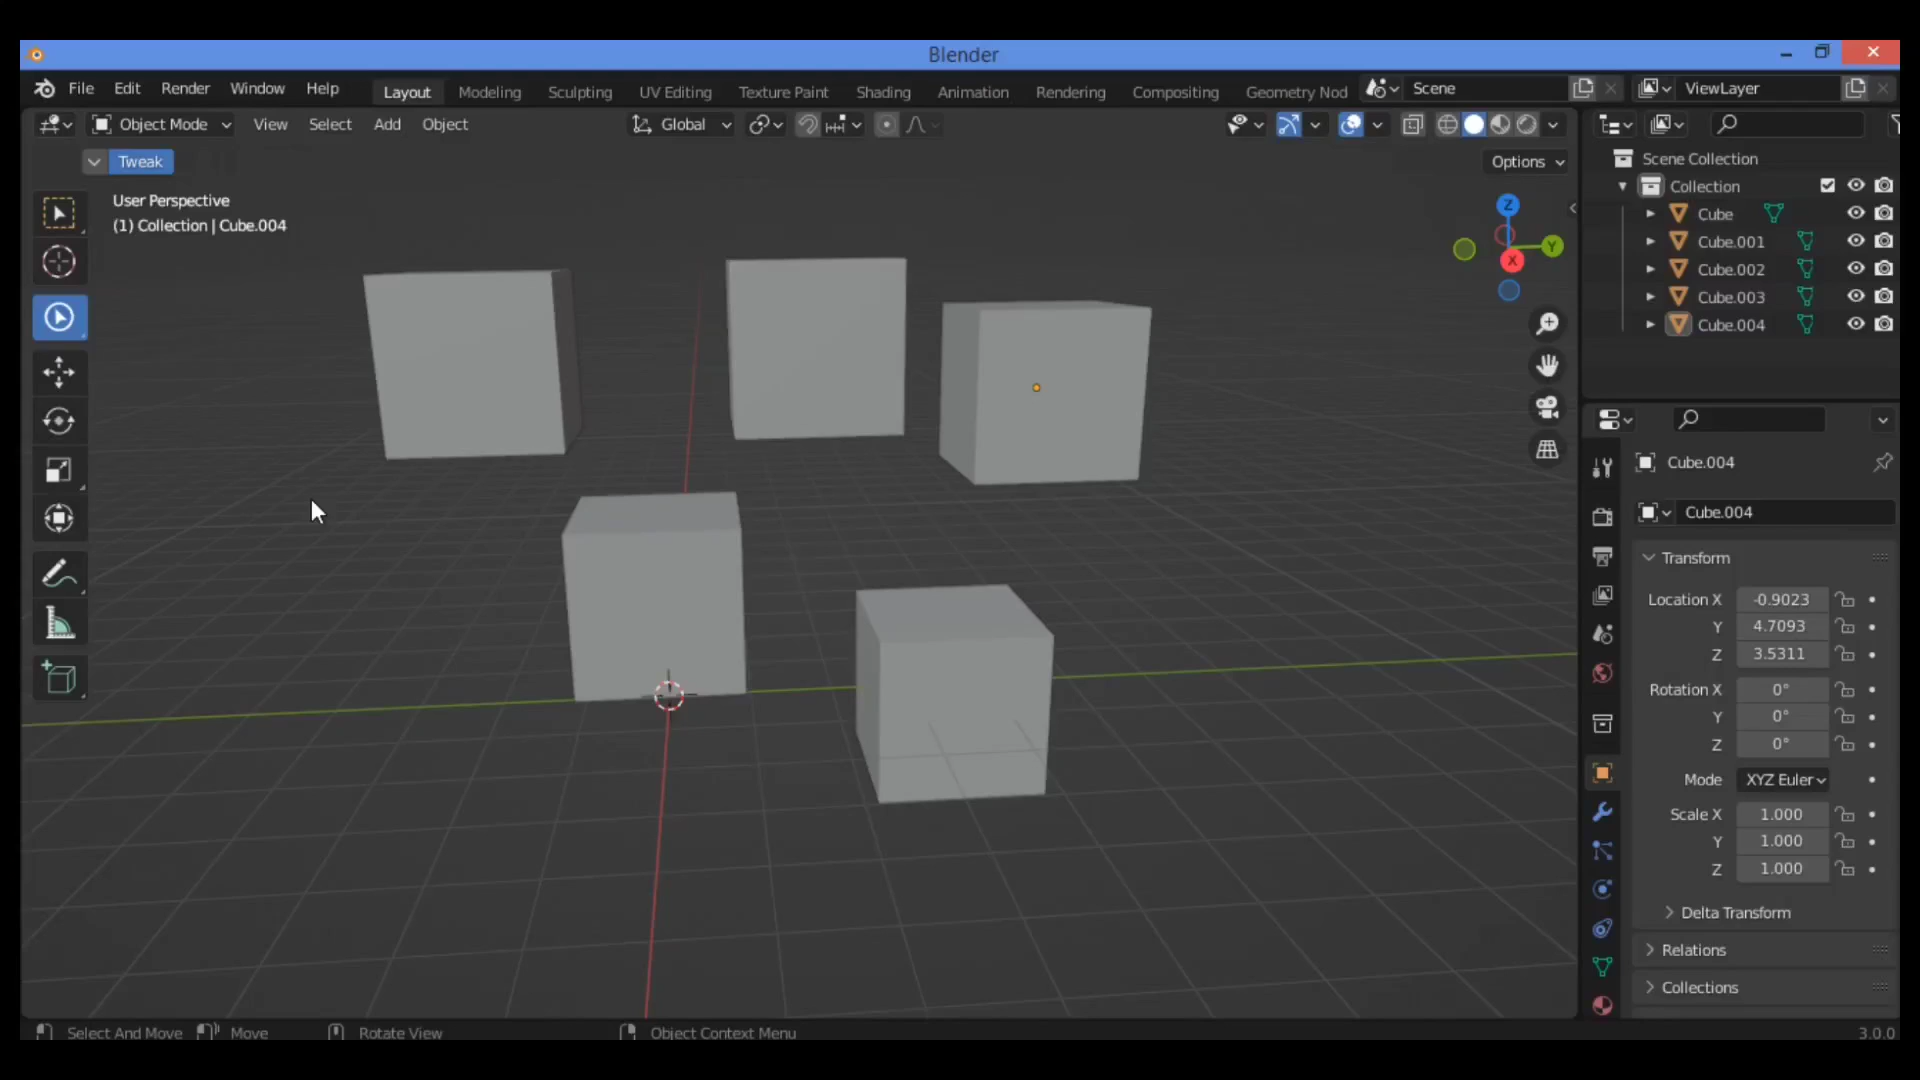 Blender
File Edit Render Window Help Layout Modeling Sculpting UV Editing Texture Paint Shading Animation Rendering Compositing Geometry Nod Scene ViewLayer
Object Mode View Select Add Object Global
Tweak Options
User Perspective
(1) Collection | Cube.004
Z
Y
X
Scene Collection
Collection
Cube
Cube.001
Cube.002
Cube.003
Cube.004
Cube.004
Cube.004
Transform
Location X -0.9023
Y 4.7093
Z 3.5311
Rotation X 0°
Y 0°
Z 0°
Mode XYZ Euler
Scale X 1.000
Y 1.000
Z 1.000
Delta Transform
Relations
Collections
Select And Move Move Rotate View Object Context Menu 3.0.0